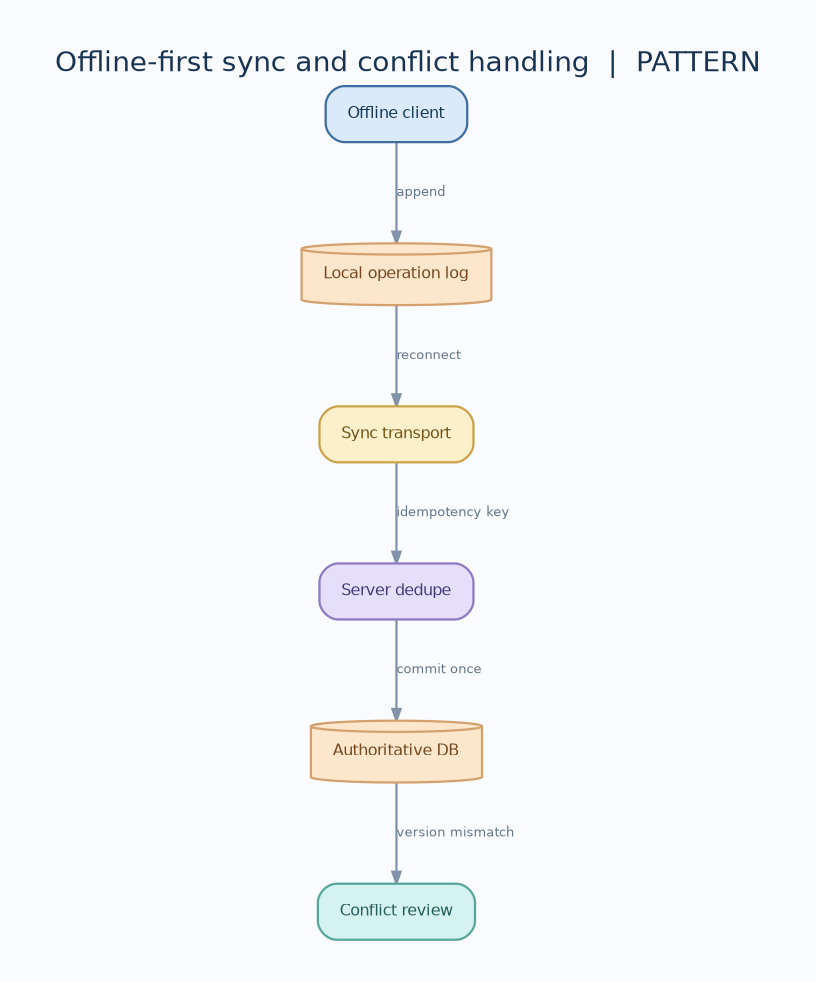 Offline-first sync and conflict handling | PATTERN
Offline client
append
Local operation log
reconnect
Sync transport
idempotency key
Server dedupe
commit once
Authoritative DB
version mismatch
Conflict review